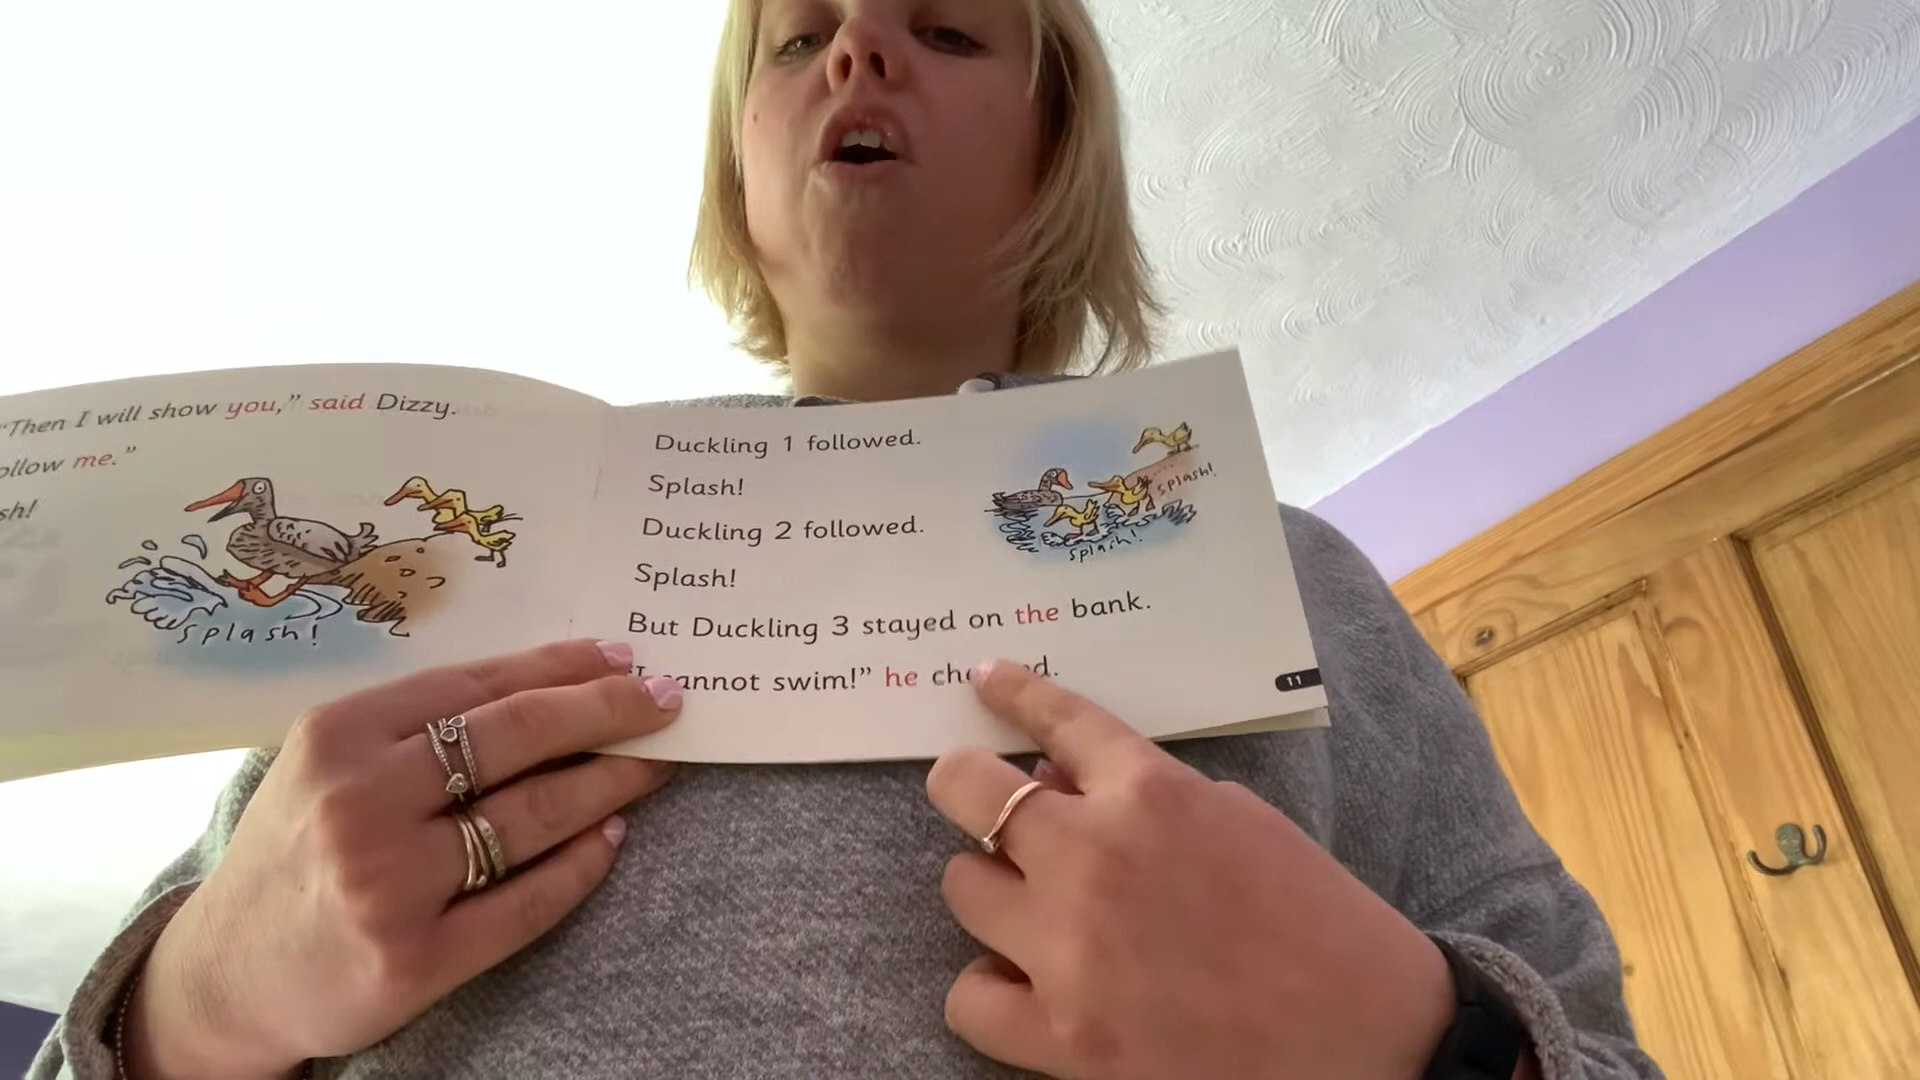 "Then I will show you," said Dizzy.
ollow me."
sh!
splash!
Duckling 1 followed.
Splash!
Duckling 2 followed.
Splash!
But Duckling 3 stayed on the bank.
cannot swim!" he
splash!
splash!
11